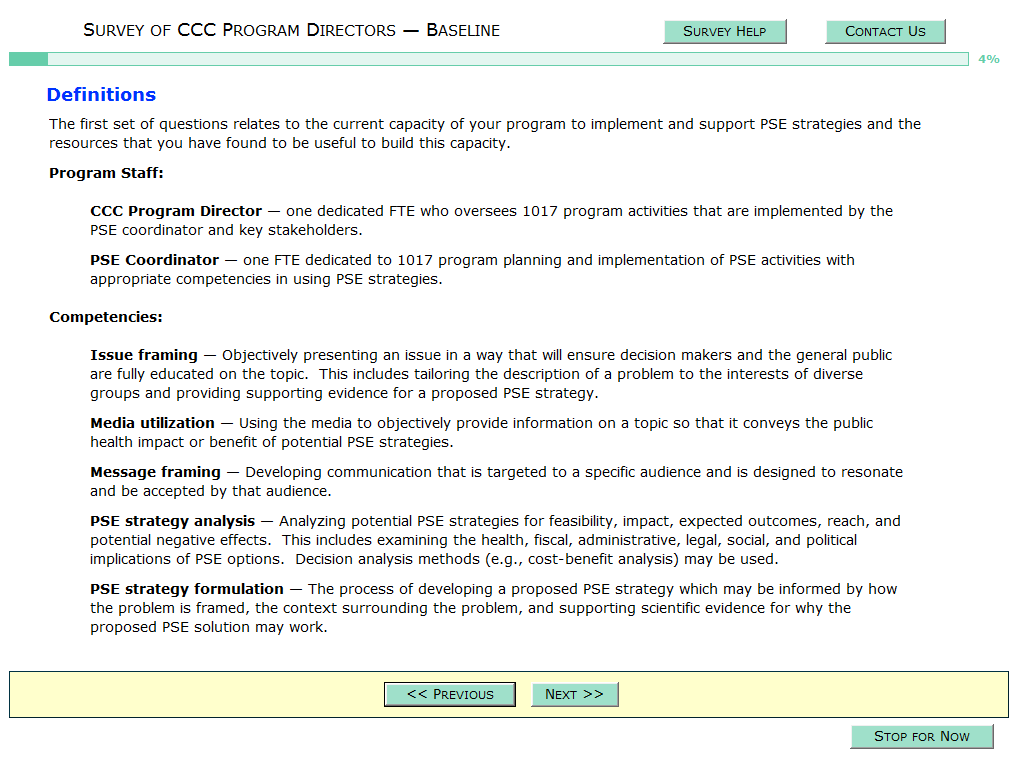 Survey of CCC Program Directors — Baseline
Survey Help
Contact Us
4%
Definitions
The first set of questions relates to the current capacity of your program to implement and support PSE strategies and the
resources that you have found to be useful to build this capacity.
Program Staff:
CCC Program Director — one dedicated FTE who oversees 1017 program activities that are implemented by the
PSE coordinator and key stakeholders.
PSE Coordinator — one FTE dedicated to 1017 program planning and implementation of PSE activities with
appropriate competencies in using PSE strategies.
Competencies:
Issue framing — Objectively presenting an issue in a way that will ensure decision makers and the general public
are fully educated on the topic.  This includes tailoring the description of a problem to the interests of diverse
groups and providing supporting evidence for a proposed PSE strategy.
Media utilization — Using the media to objectively provide information on a topic so that it conveys the public
health impact or benefit of potential PSE strategies.
Message framing — Developing communication that is targeted to a specific audience and is designed to resonate
and be accepted by that audience.
PSE strategy analysis — Analyzing potential PSE strategies for feasibility, impact, expected outcomes, reach, and
potential negative effects.  This includes examining the health, fiscal, administrative, legal, social, and political
implications of PSE options.  Decision analysis methods (e.g., cost-benefit analysis) may be used.
PSE strategy formulation — The process of developing a proposed PSE strategy which may be informed by how
the problem is framed, the context surrounding the problem, and supporting scientific evidence for why the
proposed PSE solution may work.
<< Previous
Next >>
Stop for Now